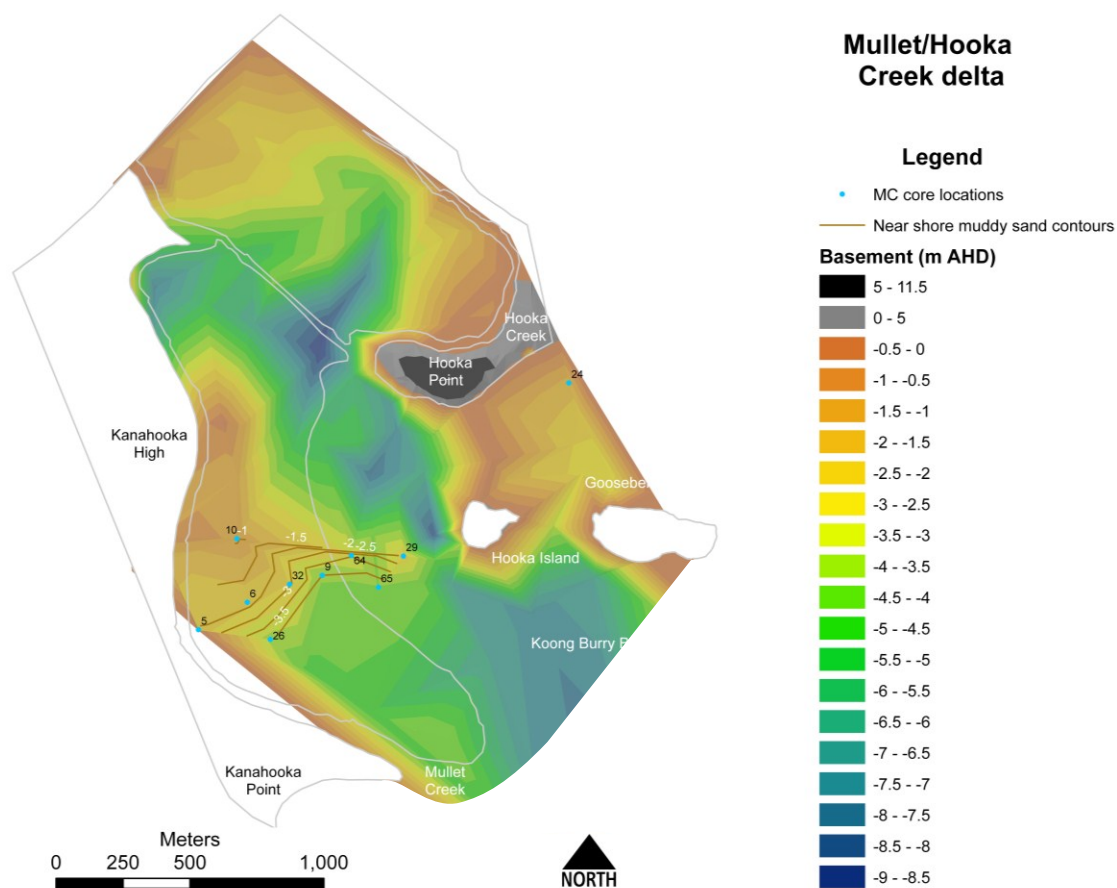 Mullet/Hooka
Creek delta
Legend
MC core locations
Near shore muddy sand contours
Basement (m AHD)
5 - 11.5
0 - 5
-0.5 - 0
-1 - -0.5
-1.5 - -1
-2 - -1.5
-2.5 - -2
-3 - -2.5
-3.5 - -3
-4 - -3.5
-4.5 - -4
-5 - -4.5
-5.5 - -5
-6 - -5.5
-6.5 - -6
-7 - -6.5
-7.5 - -7
-8 - -7.5
-8.5 - -8
-9 - -8.5
Hooka
Creek
Hooka
Point
24
Kanahooka
High
Gooseber
10
-1
-1.5
-2
-2.5
64
29
Hooka Island
32
9
65
-3
6
-3.5
5
26
Koong Burry
Kanahooka
Point
Mullet
Creek
Meters
0 250 500 1,000
NORTH